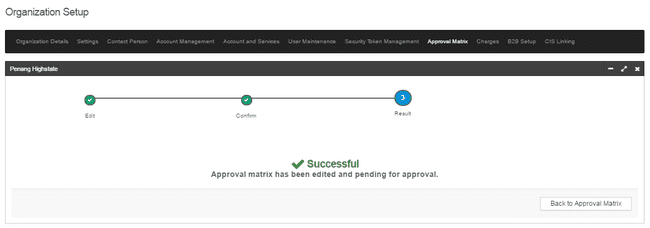 Organization Setup
Organization Details Settings Contact Person Account Management Account and Services User Maintenance Security Token Management Approval Matrix Charges B2B Setup CIS Linking
Penang Highstate
3
Edit Confirm Result
Successful
Approval matrix has been edited and pending for approval.
Back to Approval Matrix